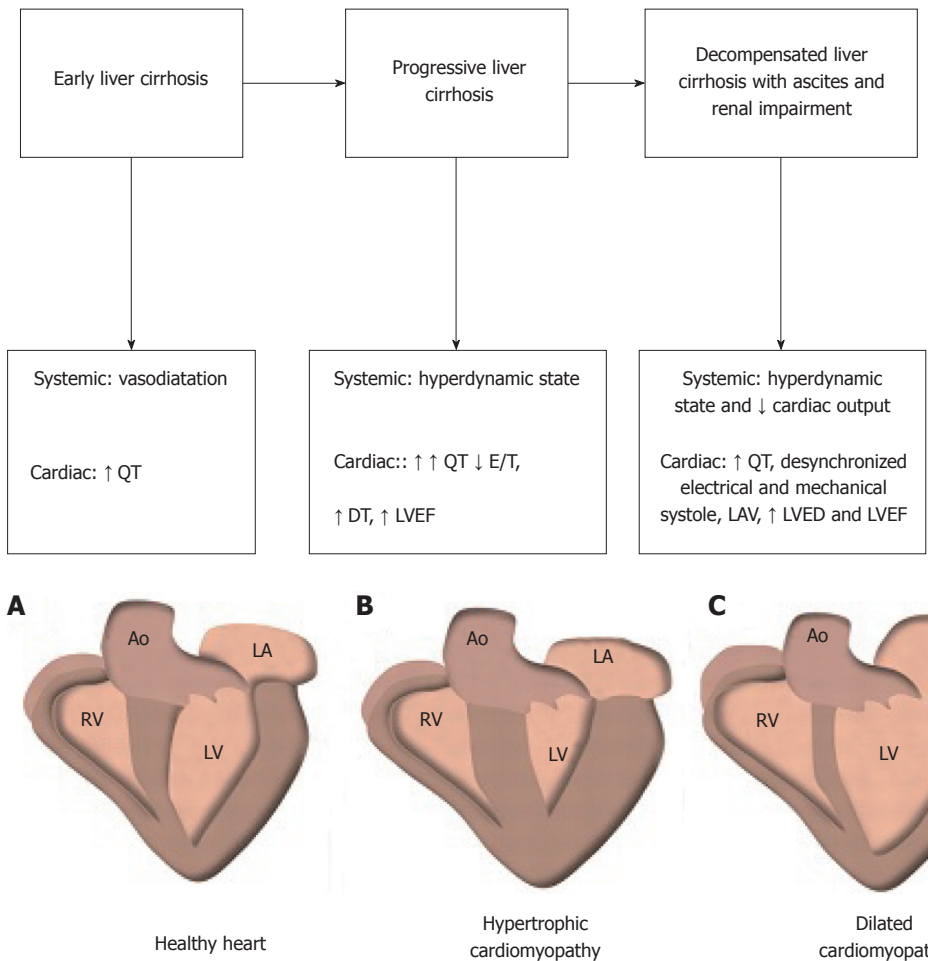 Early liver cirrhosis
Progressive liver
cirrhosis
Decompensated liver
cirrhosis with ascites and
renal impairment
Systemic: vasodiatation
Cardiac: ↑ QT
Systemic: hyperdynamic state
Cardiac:: ↑ ↑ QT ↓ E/T,
↑ DT, ↑ LVEF
Systemic: hyperdynamic
state and ↓ cardiac output
Cardiac: ↑ QT, desynchronized
electrical and mechanical
systole, LAV, ↑ LVED and LVEF
A
Ao
LA
RV
LV
Healthy heart
B
Ao
LA
RV
LV
Hypertrophic
cardiomyopathy
C
Ao
RV
LV
Dilated
cardiomyopat